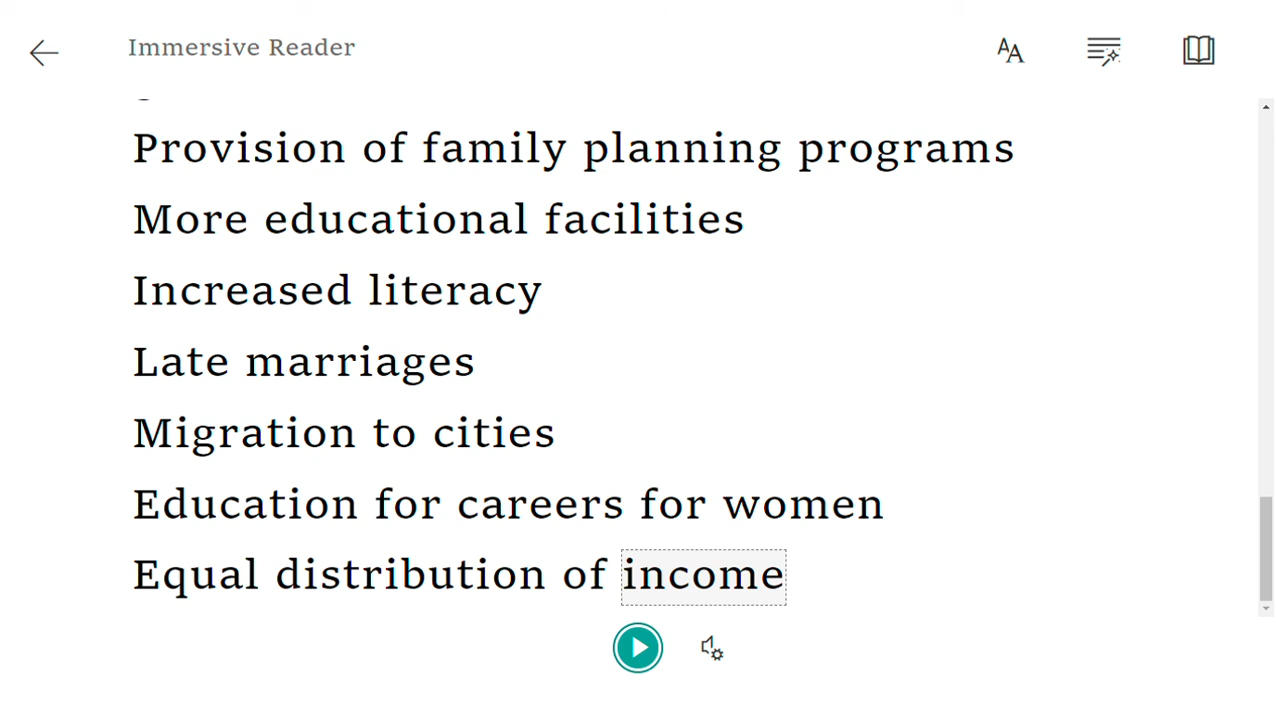 Immersive Reader
Provision of family planning programs
More educational facilities
Increased literacy
Late marriages
Migration to cities
Education for careers for women
Equal distribution of income